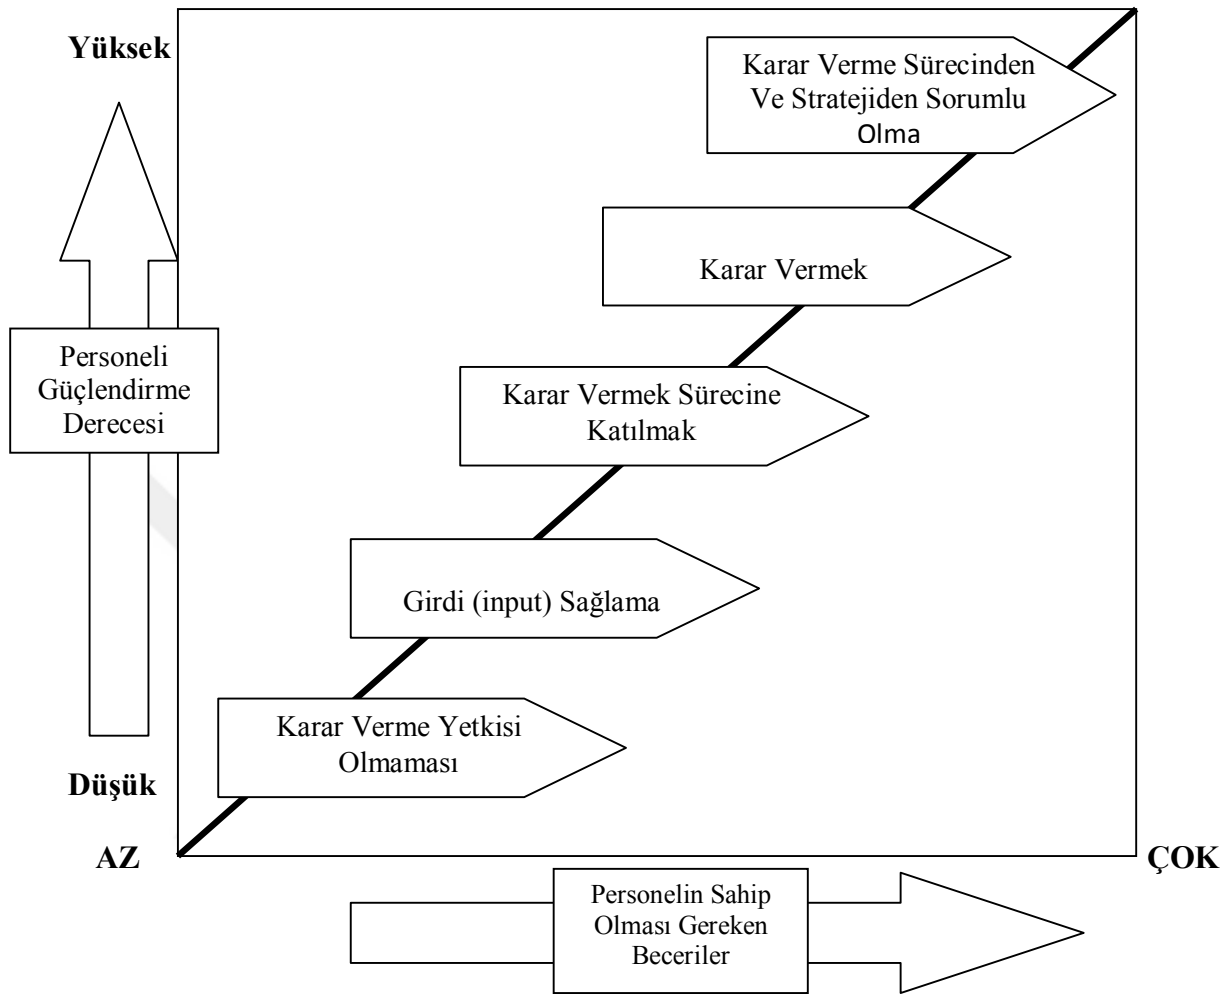 Yüksek
Karar Verme Sürecinden
Ve Stratejiden Sorumlu
Olma
Karar Vermek
Personeli
Güçlendirme
Derecesi
Karar Vermek Sürecine
Katılmak
Girdi (input) Sağlama
Karar Verme Yetkisi
Olmaması
Düşük
AZ
ÇOK
Personelin Sahip
Olması Gereken
Beceriler